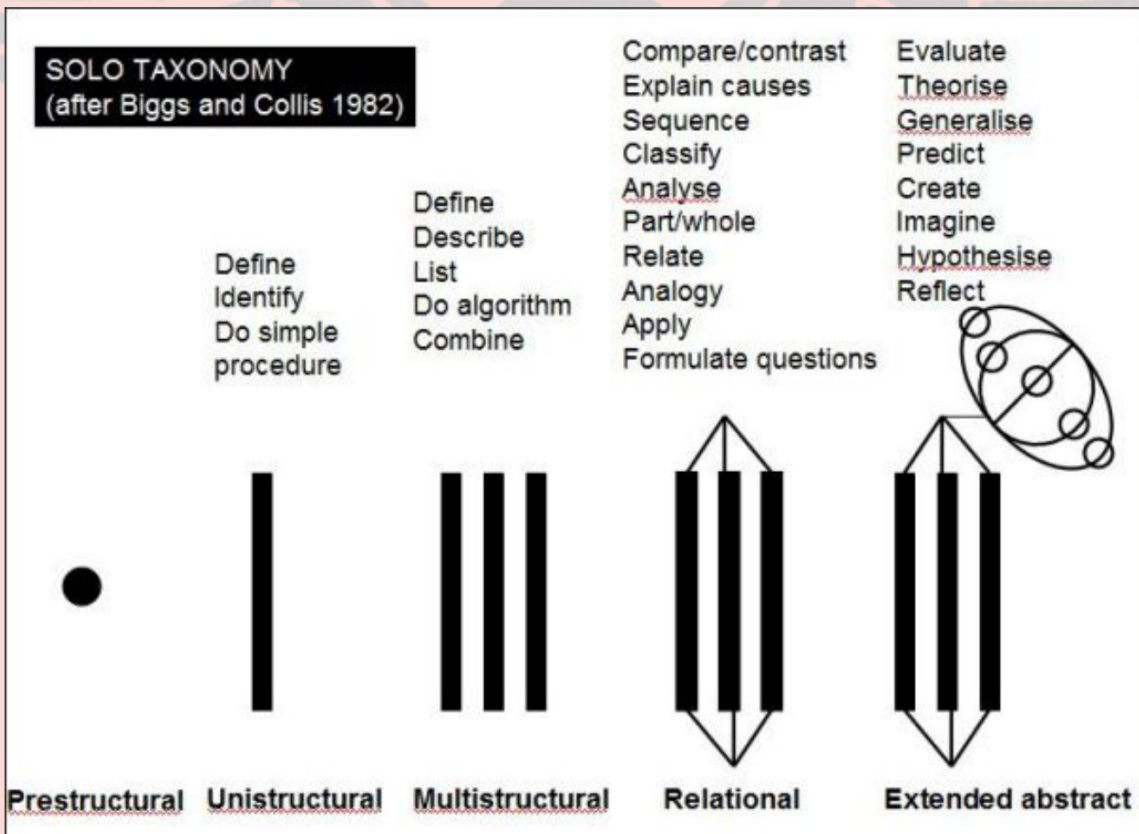 SOLO TAXONOMY
(after Biggs and Collis 1982)
Define
Identify
Do simple
procedure
Define
Describe
List
Do algorithm
Combine
Compare/contrast
Explain causes
Sequence
Classify
Analyse
Part/whole
Relate
Analogy
Apply
Formulate questions
Evaluate
Theorise
Generalise
Predict
Create
Imagine
Hypothesise
Reflect
Prestructural
Unistructural
Multistructural
Relational
Extended abstract